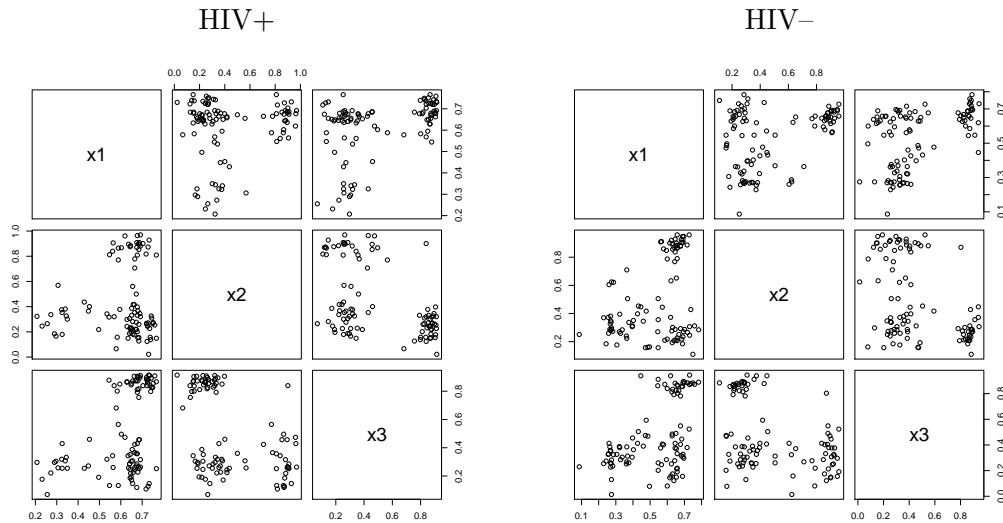 HIV+ HIV–
0.0 0.2 0.4 0.6 0.8 1.0 0.2 0.4 0.6 0.8
x1 0.2 0.3 0.4 0.5 0.6 0.7 x1 0.1 0.3 0.5 0.7
0.0 0.2 0.4 0.6 0.8 1.0 x2 0.2 0.4 0.6 0.8 x2
x3 0.2 0.4 0.6 0.8 x3 0.0 0.2 0.4 0.6 0.8
0.2 0.3 0.4 0.5 0.6 0.7 0.2 0.4 0.6 0.8 0.1 0.3 0.5 0.7 0.0 0.2 0.4 0.6 0.8